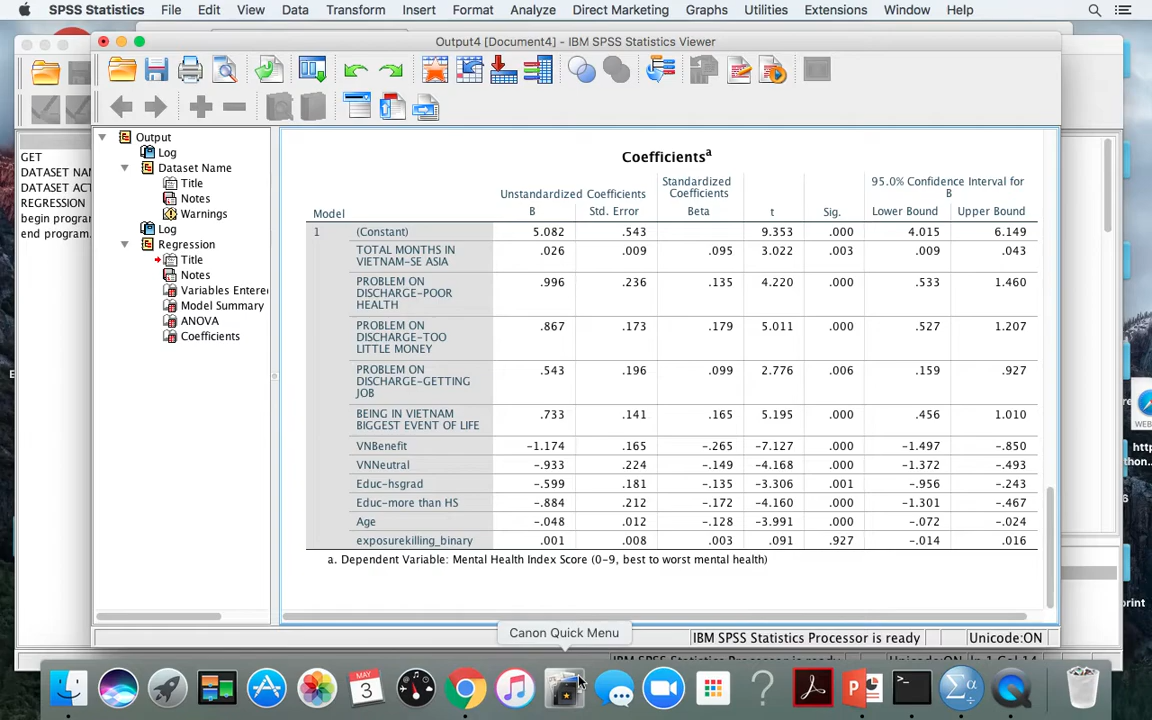 SPSS Statistics File Edit View Data Transform Insert Format Analyze Direct Marketing Graphs Utilities Extensions Window Help
Output4 [Document4] - IBM SPSS Statistics Viewer
GET
DATASET NAM
DATASET ACT
REGRESSION
begin progran
end program.
Output
Log
Dataset Name
Title
Notes
Warnings
Log
Regression
Title
Notes
Variables Entere
Model Summary
ANOVA
Coefficients
Coefficientsa
Unstandardized Coefficients Standardized Coefficients 95.0% Confidence Interval for B
Model B Std. Error Beta t Sig. Lower Bound Upper Bound
1 (Constant) 5.082 .543 9.353 .000 4.015 6.149
TOTAL MONTHS IN .026 .009 .095 3.022 .003 .009 .043
VIETNAM-SE ASIA
PROBLEM ON .996 .236 .135 4.220 .000 .533 1.460
DISCHARGE-POOR
HEALTH
PROBLEM ON .867 .173 .179 5.011 .000 .527 1.207
DISCHARGE-TOO
LITTLE MONEY
PROBLEM ON .543 .196 .099 2.776 .006 .159 .927
DISCHARGE-GETTING
JOB
BEING IN VIETNAM .733 .141 .165 5.195 .000 .456 1.010
BIGGEST EVENT OF LIFE
VNBenefit -1.174 .165 -.265 -7.127 .000 -1.497 -.850
VNNeutral -.933 .224 -.149 -4.168 .000 -1.372 -.493
Educ-hsgrad -.599 .181 -.135 -3.306 .001 -.956 -.243
Educ-more than HS -.884 .212 -.172 -4.160 .000 -1.301 -.467
Age -.048 .012 -.128 -3.991 .000 -.072 -.024
exposurekilling_binary .001 .008 .003 .091 .927 -.014 .016
a. Dependent Variable: Mental Health Index Score (0-9, best to worst mental health)
Canon Quick Menu
IBM SPSS Statistics Processor is ready Unicode:ON
WEB
htt
thon..
6
print
MAY
3